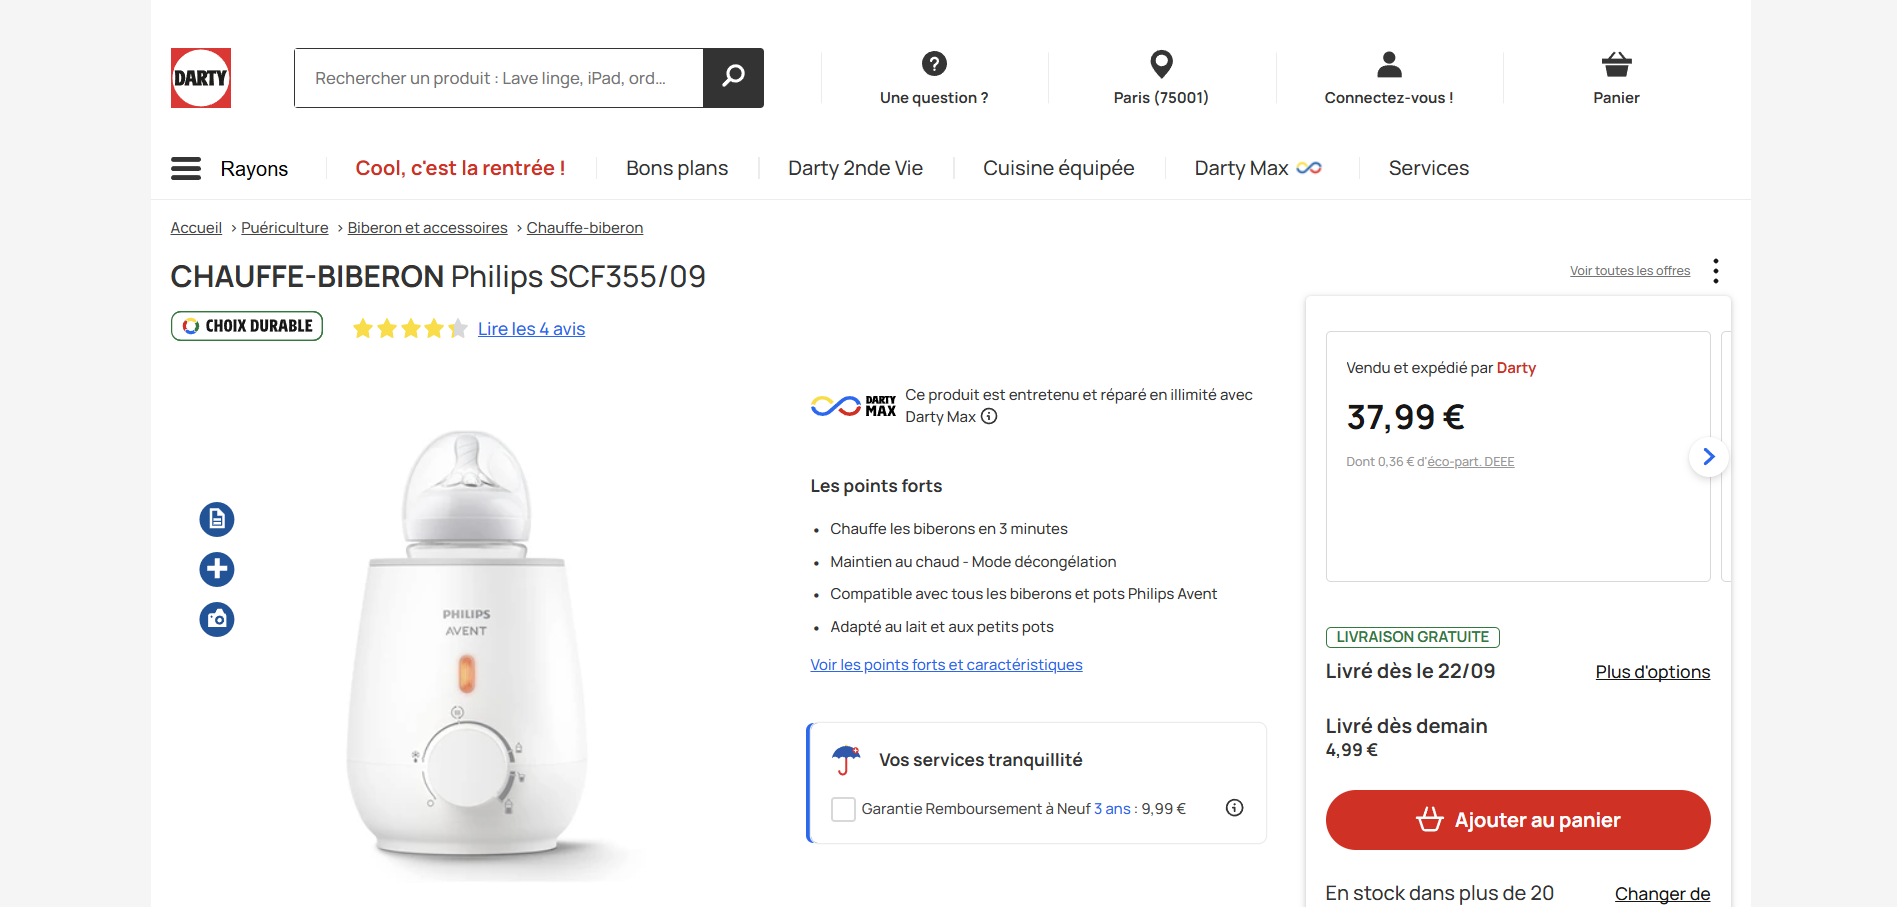 DARTY
Rechercher un produit : Lave linge, iPad, ord...
Une question ?
Paris (75001)
Connectez-vous !
Panier
Rayons
Cool, c'est la rentrée !
Bons plans
Darty 2nde Vie
Cuisine équipée
Darty Max
Services
Accueil › Puériculture › Biberon et accessoires › Chauffe-biberon
CHAUFFE-BIBERON Philips SCF355/09
Voir toutes les offres
CHOIX DURABLE
Lire les 4 avis
DARTY
MAX
Ce produit est entretenu et réparé en illimité avec
Darty Max
Les points forts
• Chauffe les biberons en 3 minutes
• Maintien au chaud - Mode décongélation
• Compatible avec tous les biberons et pots Philips Avent
• Adapté au lait et aux petits pots
Voir les points forts et caractéristiques
PHILIPS
AVENT
Vos services tranquillité
Garantie Remboursement à Neuf 3 ans : 9,99 €
Vendu et expédié par Darty
37,99 €
Dont 0,36 € d'éco-part. DEEE
LIVRAISON GRATUITE
Livré dès le 22/09
Plus d'options
Livré dès demain
4,99 €
Ajouter au panier
En stock dans plus de 20
Changer de